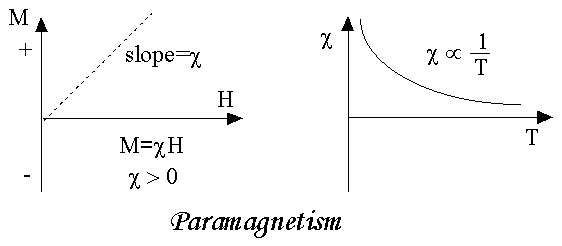 M
+
slope=χ
H
M=χH
-
χ > 0
χ
χ ∝ 1/T
T
Paramagnetism